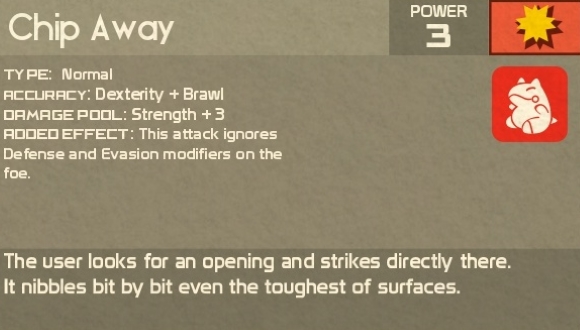 Chip Away
POWER
3
TYPE: Normal
ACCURACY: Dexterity + Brawl
DAMAGE POOL: Strength + 3
ADDED EFFECT: This attack ignores
Defense and Evasion modifiers on the
foe.
The user looks for an opening and strikes directly there.
It nibbles bit by bit even the toughest of surfaces.